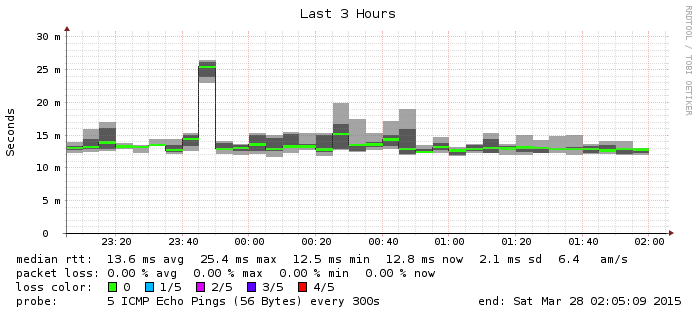 Last 3 Hours
RRDTOOL / TOBI OETIKER
Seconds
30 m
25 m
20 m
15 m
10 m
5 m
0
23:20 23:40 00:00 00:20 00:40 01:00 01:20 01:40 02:00
median rtt: 13.6 ms avg 25.4 ms max 12.5 ms min 12.8 ms now 2.1 ms sd 6.4 am/s
packet loss: 0.00 % avg 0.00 % max 0.00 % min 0.00 % now
loss color: 0 1/5 2/5 3/5 4/5
probe: 5 ICMP Echo Pings (56 Bytes) every 300s end: Sat Mar 28 02:05:09 2015